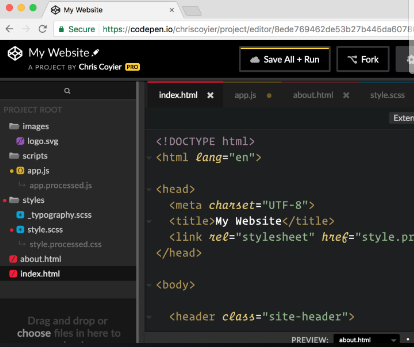 My Website
Secure https://codepen.io/chriscoyier/project/editor/8ede769462de53b27b445da6078
My Website
A PROJECT BY Chris Coyier PRO
Save All + Run
Fork
index.html
app.js
about.html
style.scss
PROJECT ROOT
images
logo.svg
scripts
app.js
app.processed.js
styles
_typography.scss
style.scss
style.processed.css
about.html
index.html
Drag and drop or
choose files in here to
Exten
<!DOCTYPE html>
<html lang="en">
<head>
<meta charset="UTF-8">
<title>My Website</title>
<link rel="stylesheet" href="style.pr
</head>
<body>
<header class="site-header">
PREVIEW: about.html